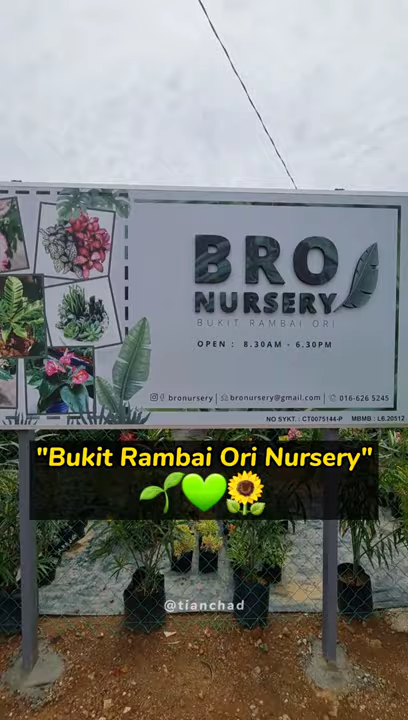 BRO
NURSERY
BUKIT RAMBAI ORI
OPEN : 8.30AM - 6.30PM
bronursery | bronursery@gmail.com | 016-626 5245
NO SYKT. : CT0075144-P MBMB : L6.20512
"Bukit Rambai Ori Nursery"
🌱💚🌻
@tianchad